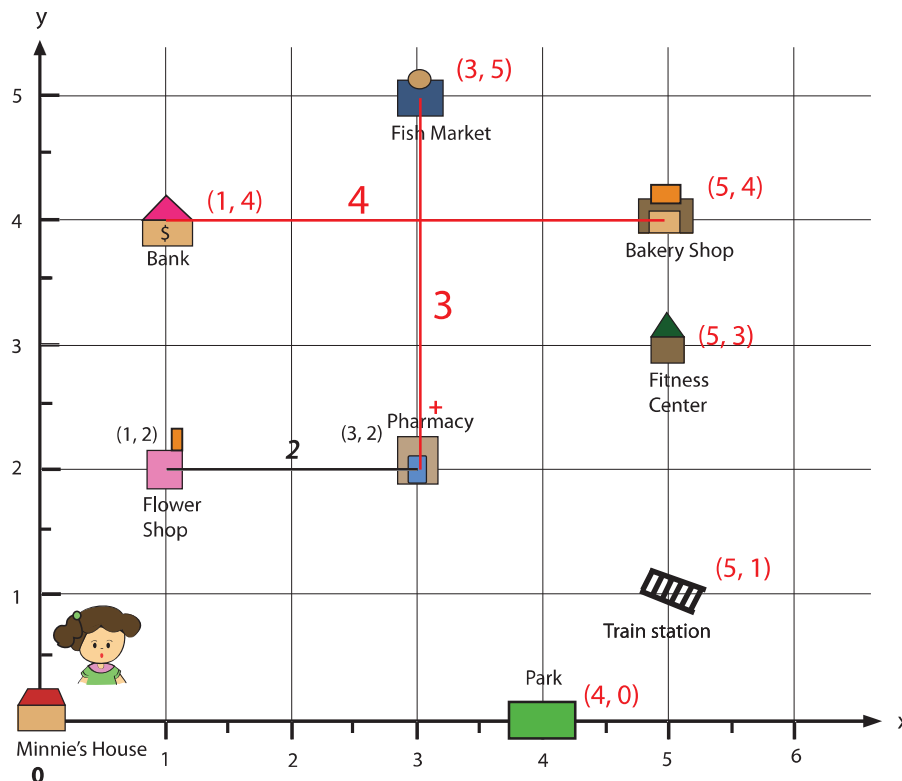 y
(3, 5)
5
Fish Market
(1, 4)
4
(5, 4)
4
$
Bank
Bakery Shop
3
(5, 3)
3
Fitness
Center
+
Pharmacy
(1, 2)
(3, 2)
2
2
Flower
Shop
(5, 1)
1
Train station
Park
(4, 0)
x
Minnie's House
1
2
3
4
5
6
0